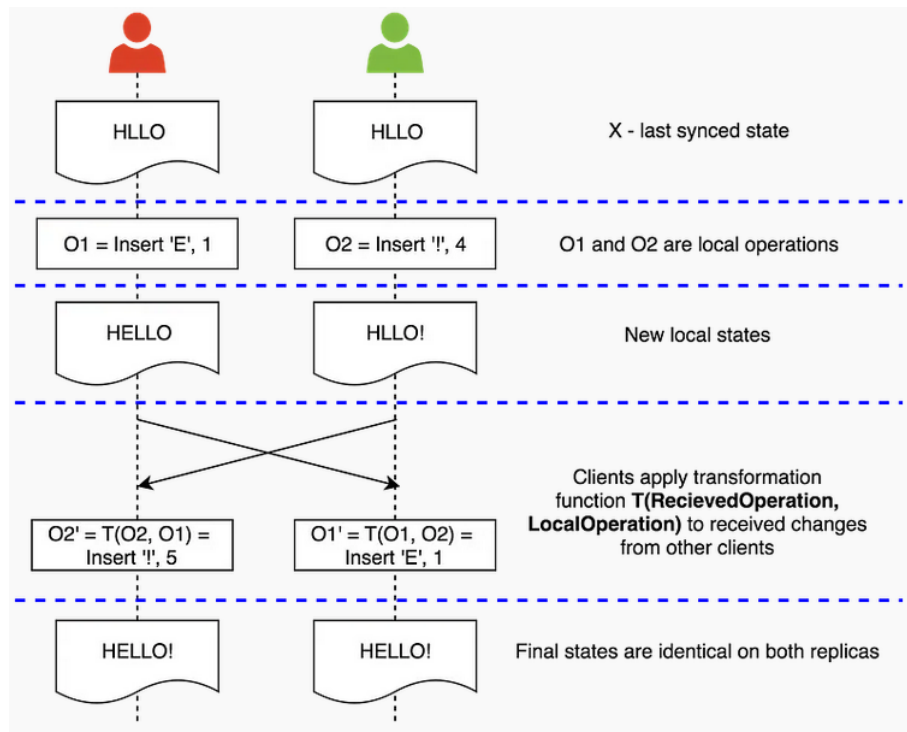 HLLO
HLLO
X - last synced state
O1 = Insert 'E', 1
O2 = Insert '!', 4
O1 and O2 are local operations
HELLO
HLLO!
New local states
Clients apply transformation
function T(RecievedOperation,
LocalOperation) to received changes
from other clients
O2' = T(O2, O1) =
Insert '!', 5
O1' = T(O1, O2) =
Insert 'E', 1
HELLO!
HELLO!
Final states are identical on both replicas